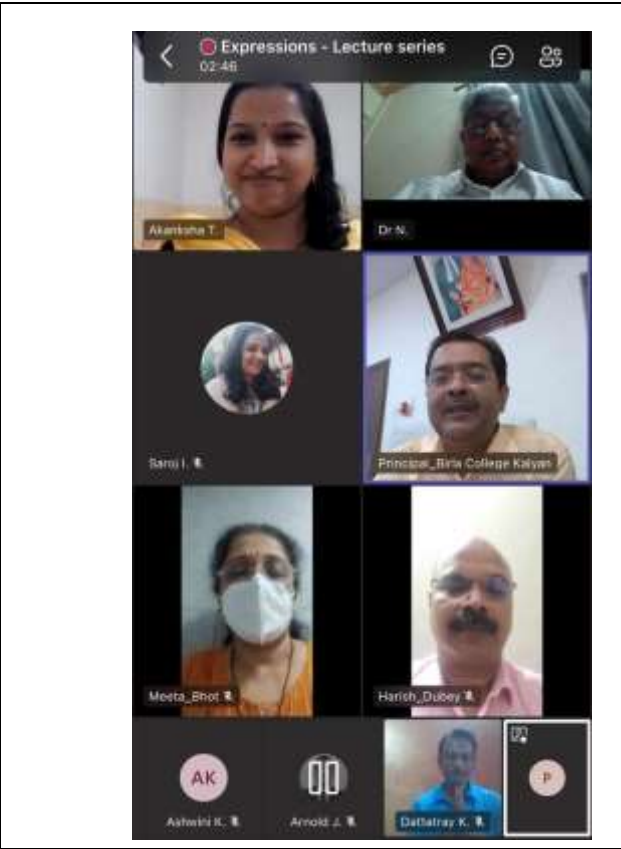 Expressions - Lecture series
02:46
Akanksha T.
Dr N.
Saroj I.
Principal_Birla College Kalyan
Meeta_Bhot
Harish_Dubey
AK
P
Ashwini K.
Arnold J.
Dattatray K.